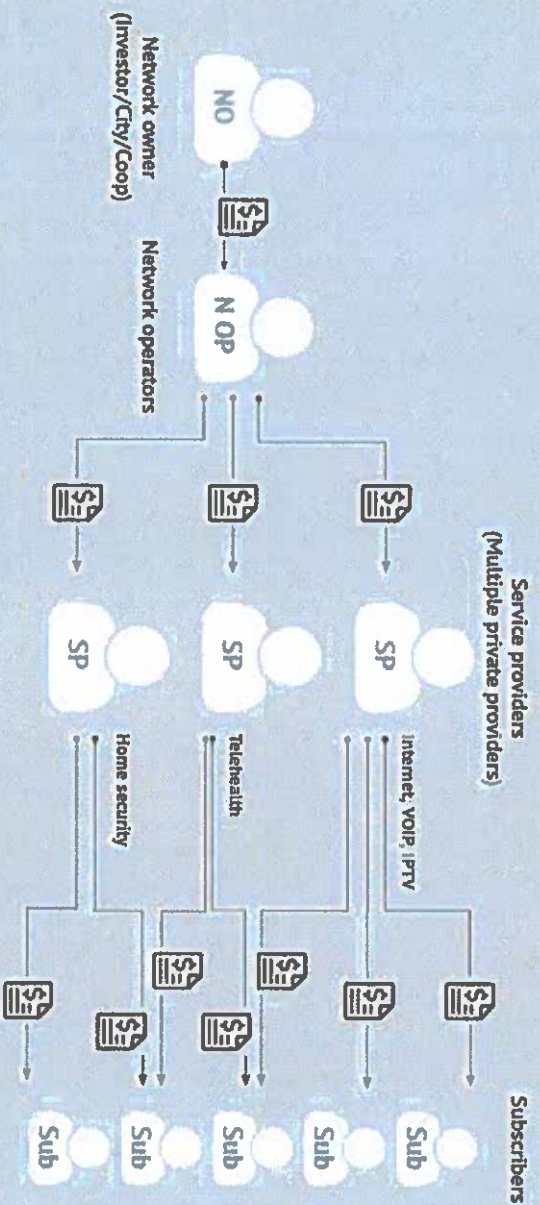 Network owner
(Investor/City/Coop)
NO
$
Network operators
N OP
$
$
$
Service providers
(Multiple private providers)
SP
Internet, VOIP, IPTV
SP
Telehealth
SP
Home security
$
$
$
$
$
$
$
Subscribers
Sub
Sub
Sub
Sub
Sub